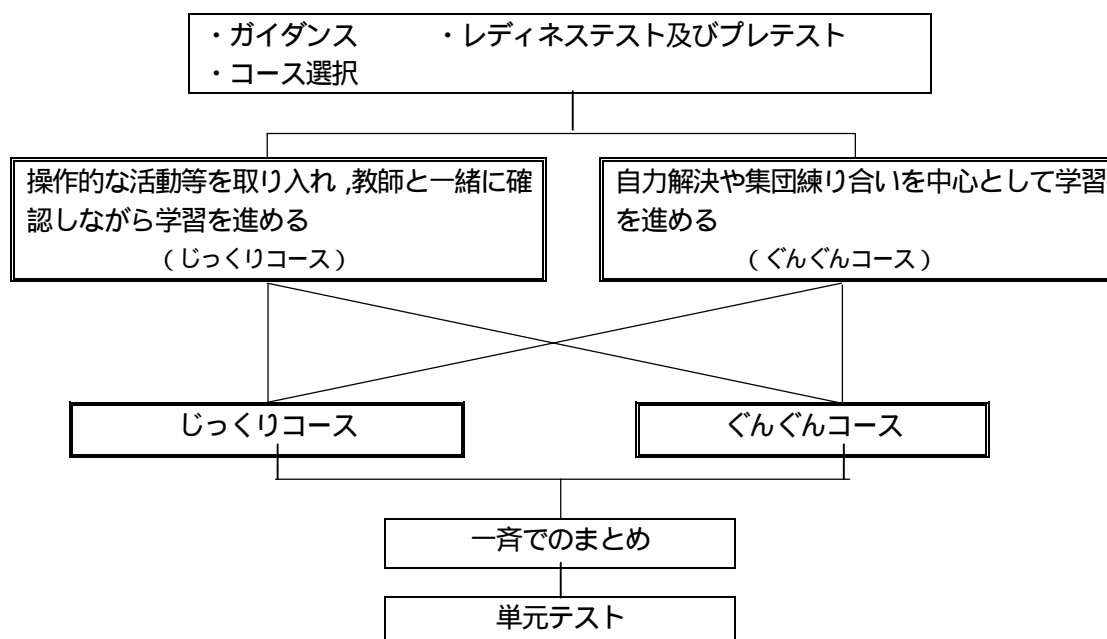 ・ガイダンス　　・レディネステスト及びプレテスト
・コース選択
操作的な活動等を取り入れ,教師と一緒に確
認しながら学習を進める
（じっくりコース）
自力解決や集団練り合いを中心として学習
を進める
（ぐんぐんコース）
じっくりコース
ぐんぐんコース
一斉でのまとめ
単元テスト